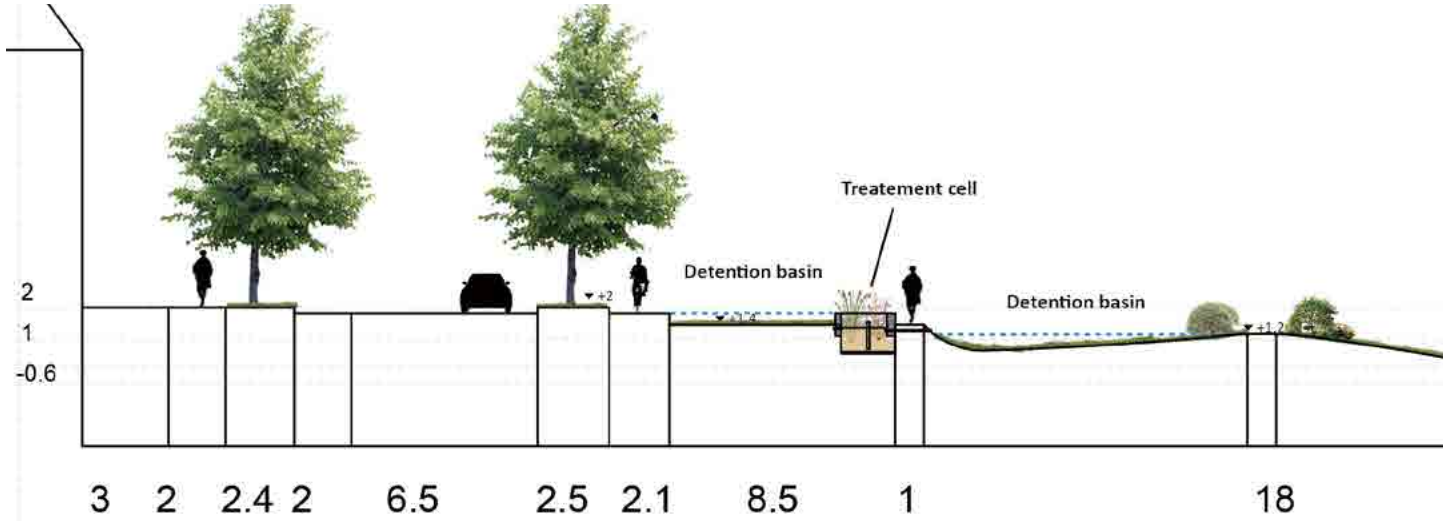 Treatement cell
Detention basin
Detention basin
2
+2
1
+1.4
+1.2
-0.6
3 2 2.4 2 6.5 2.5 2.1 8.5 1 18